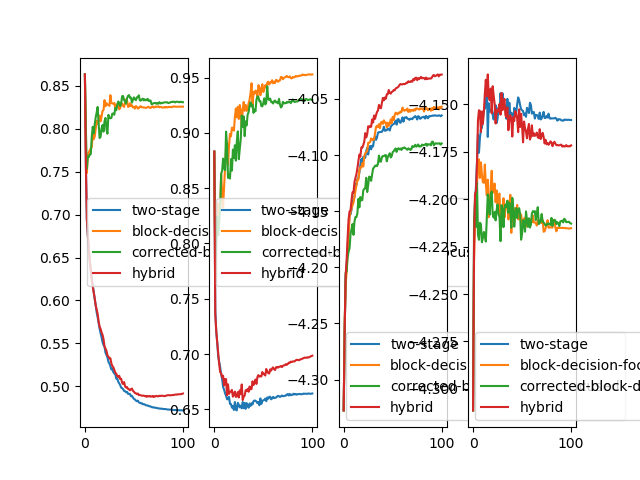 0.85
0.80
0.75
0.70
0.65
0.60
0.55
0.50
two-stage
block-decis
corrected-b
hybrid
0
100
0.95
0.90
0.85
0.80
0.75
0.70
0.65
two-stage
block-decis
corrected-b
hybrid
0
100
−4.05
−4.10
−4.15
−4.20
−4.25
−4.30
two-stage
block-decis
corrected-b
hybrid
0
100
−4.150
−4.175
−4.200
−4.225
−4.250
−4.275
−4.300
two-stage
block-decision-foc
corrected-block-d
hybrid
0
100